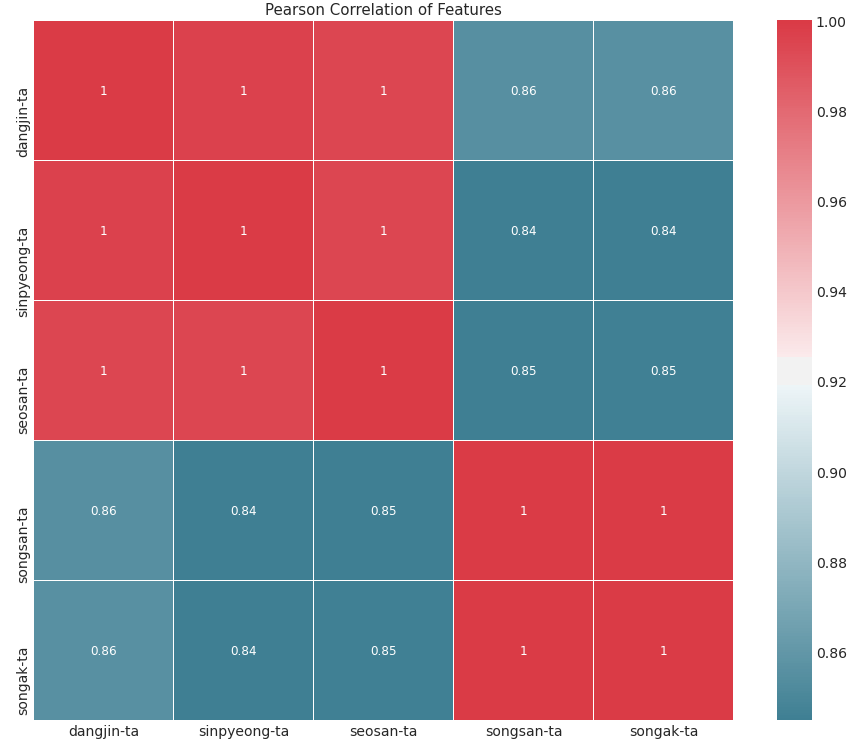 Pearson Correlation of Features
dangjin-ta
1 1 1 0.86 0.86
sinpyeong-ta
1 1 1 0.84 0.84
seosan-ta
1 1 1 0.85 0.85
songsan-ta
0.86 0.84 0.85 1 1
songak-ta
0.86 0.84 0.85 1 1
dangjin-ta sinpyeong-ta seosan-ta songsan-ta songak-ta
1.00
0.98
0.96
0.94
0.92
0.90
0.88
0.86